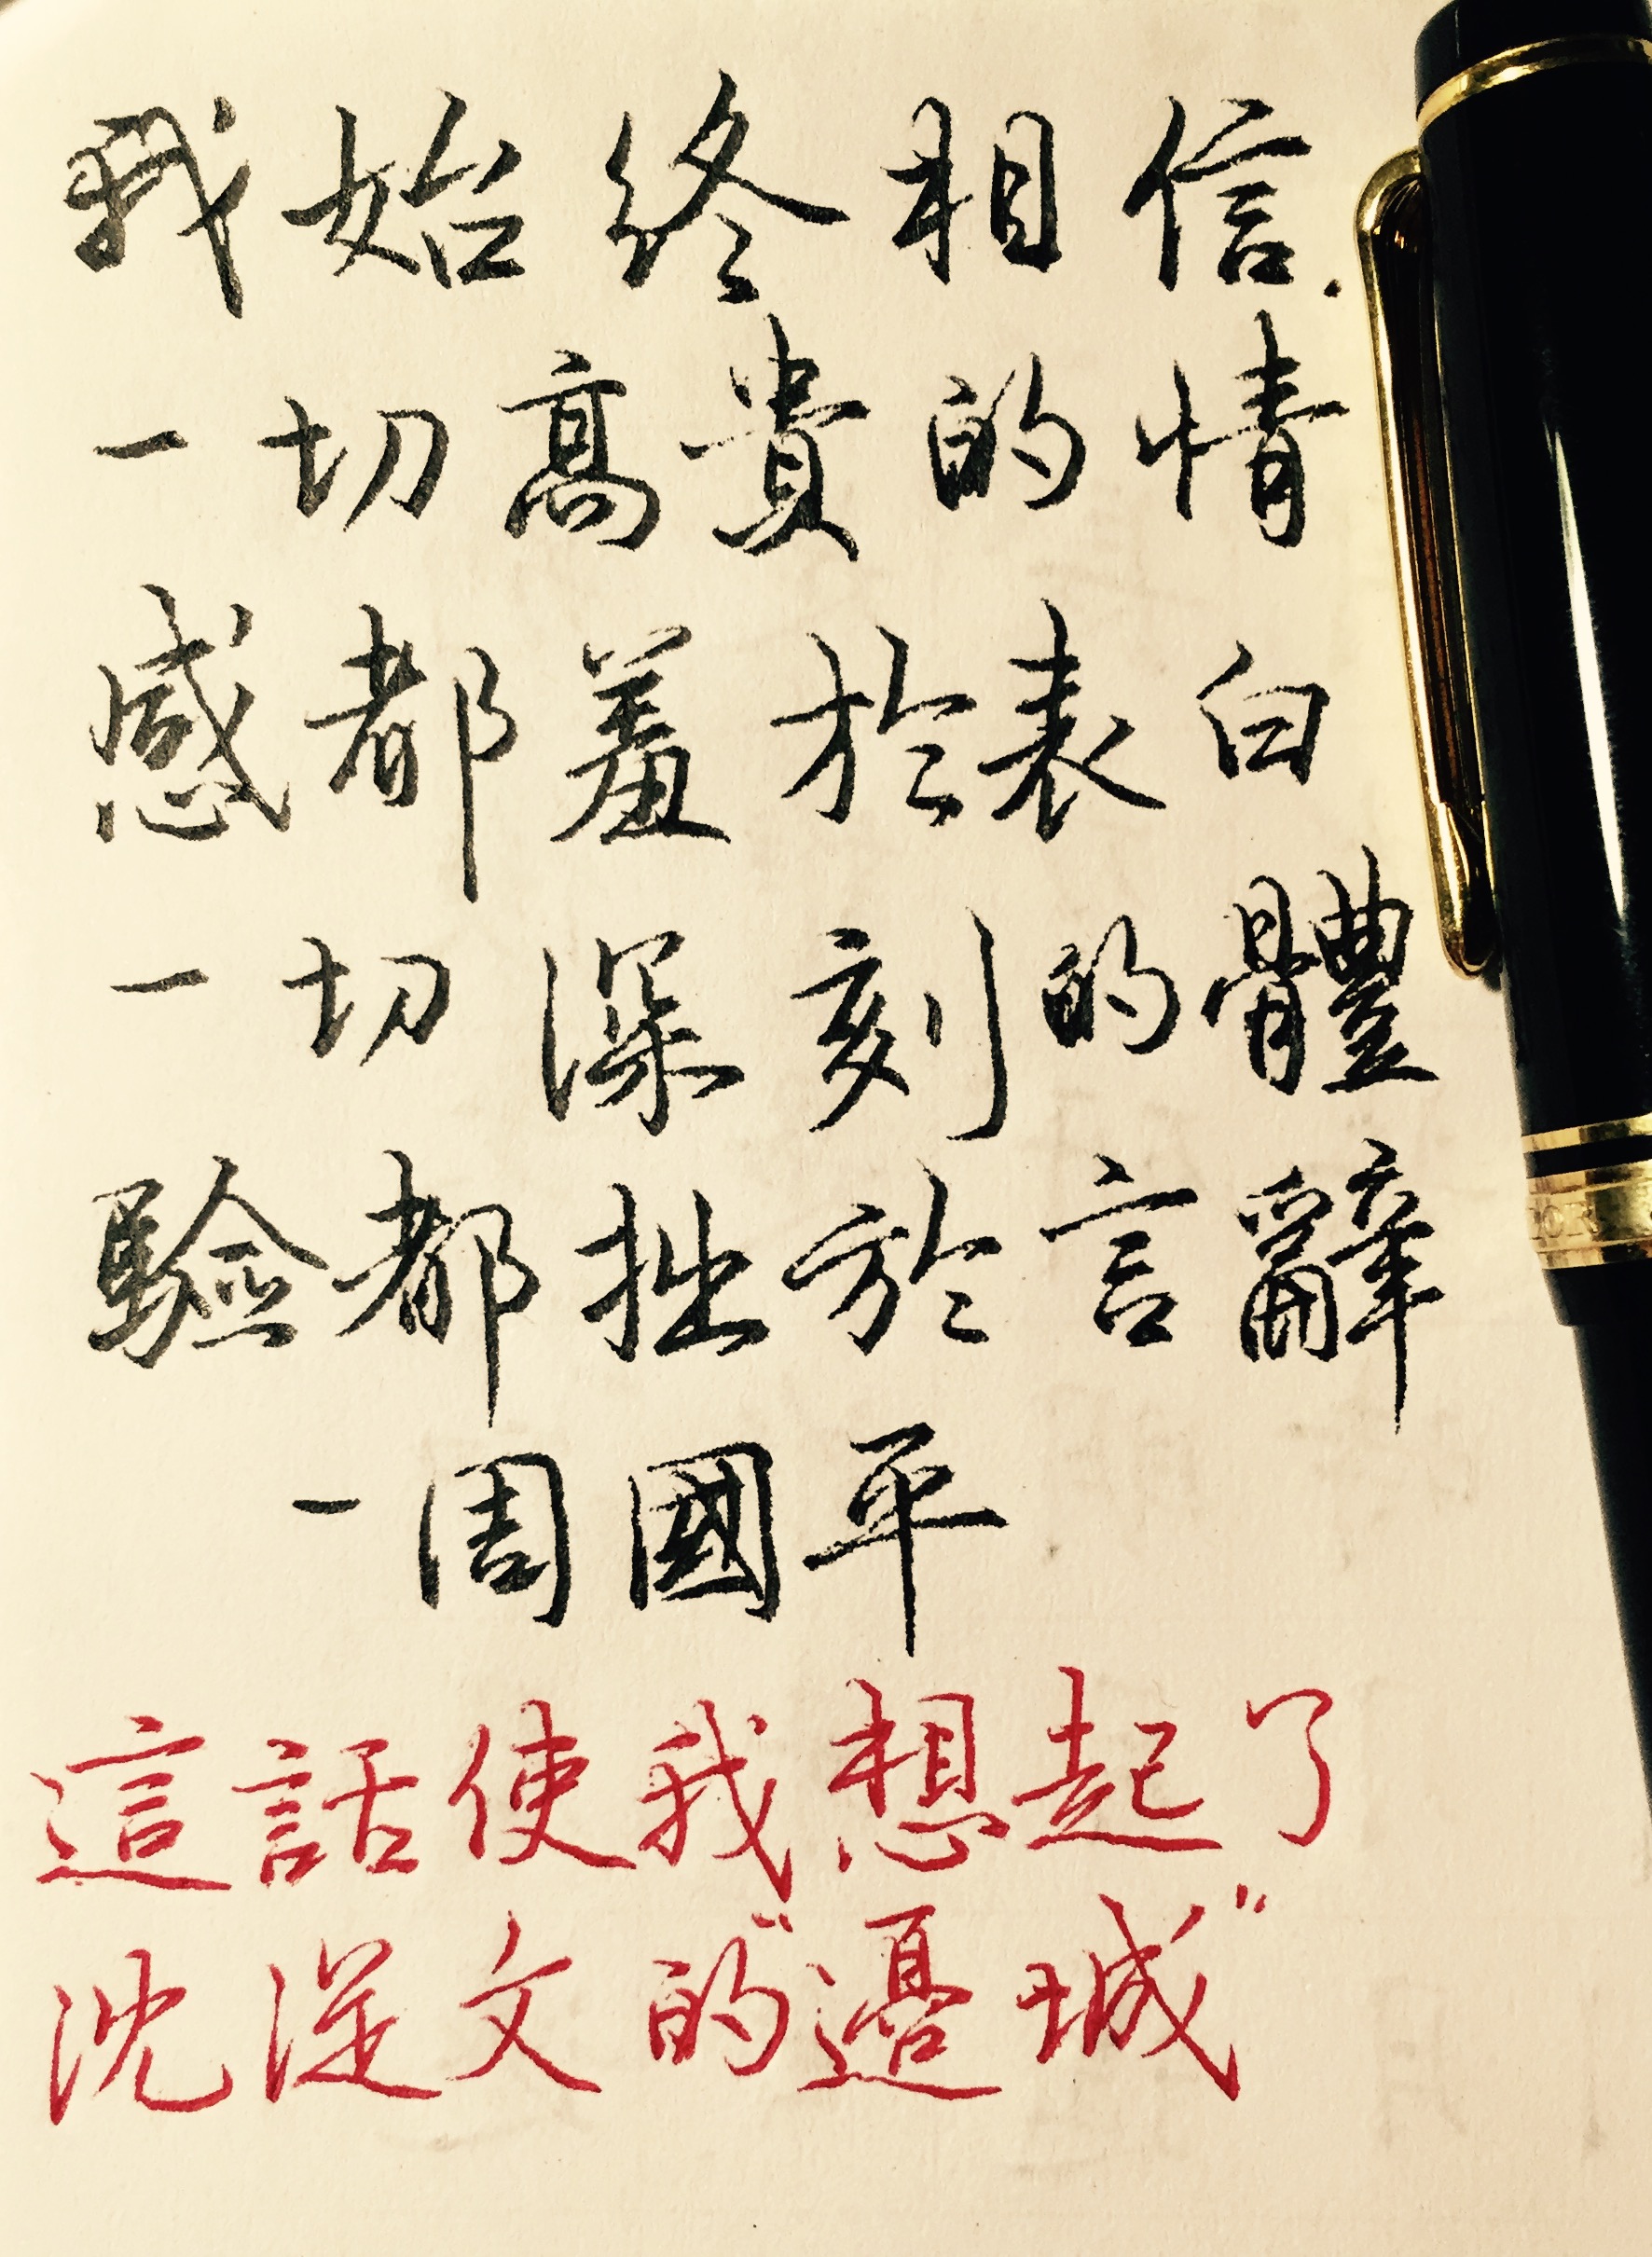 我始終相信.
一切高貴的情
感都羞於表白
一切深刻的體
驗都拙於言辭
—周國平
這話使我想起了
沈從文的"邊城"